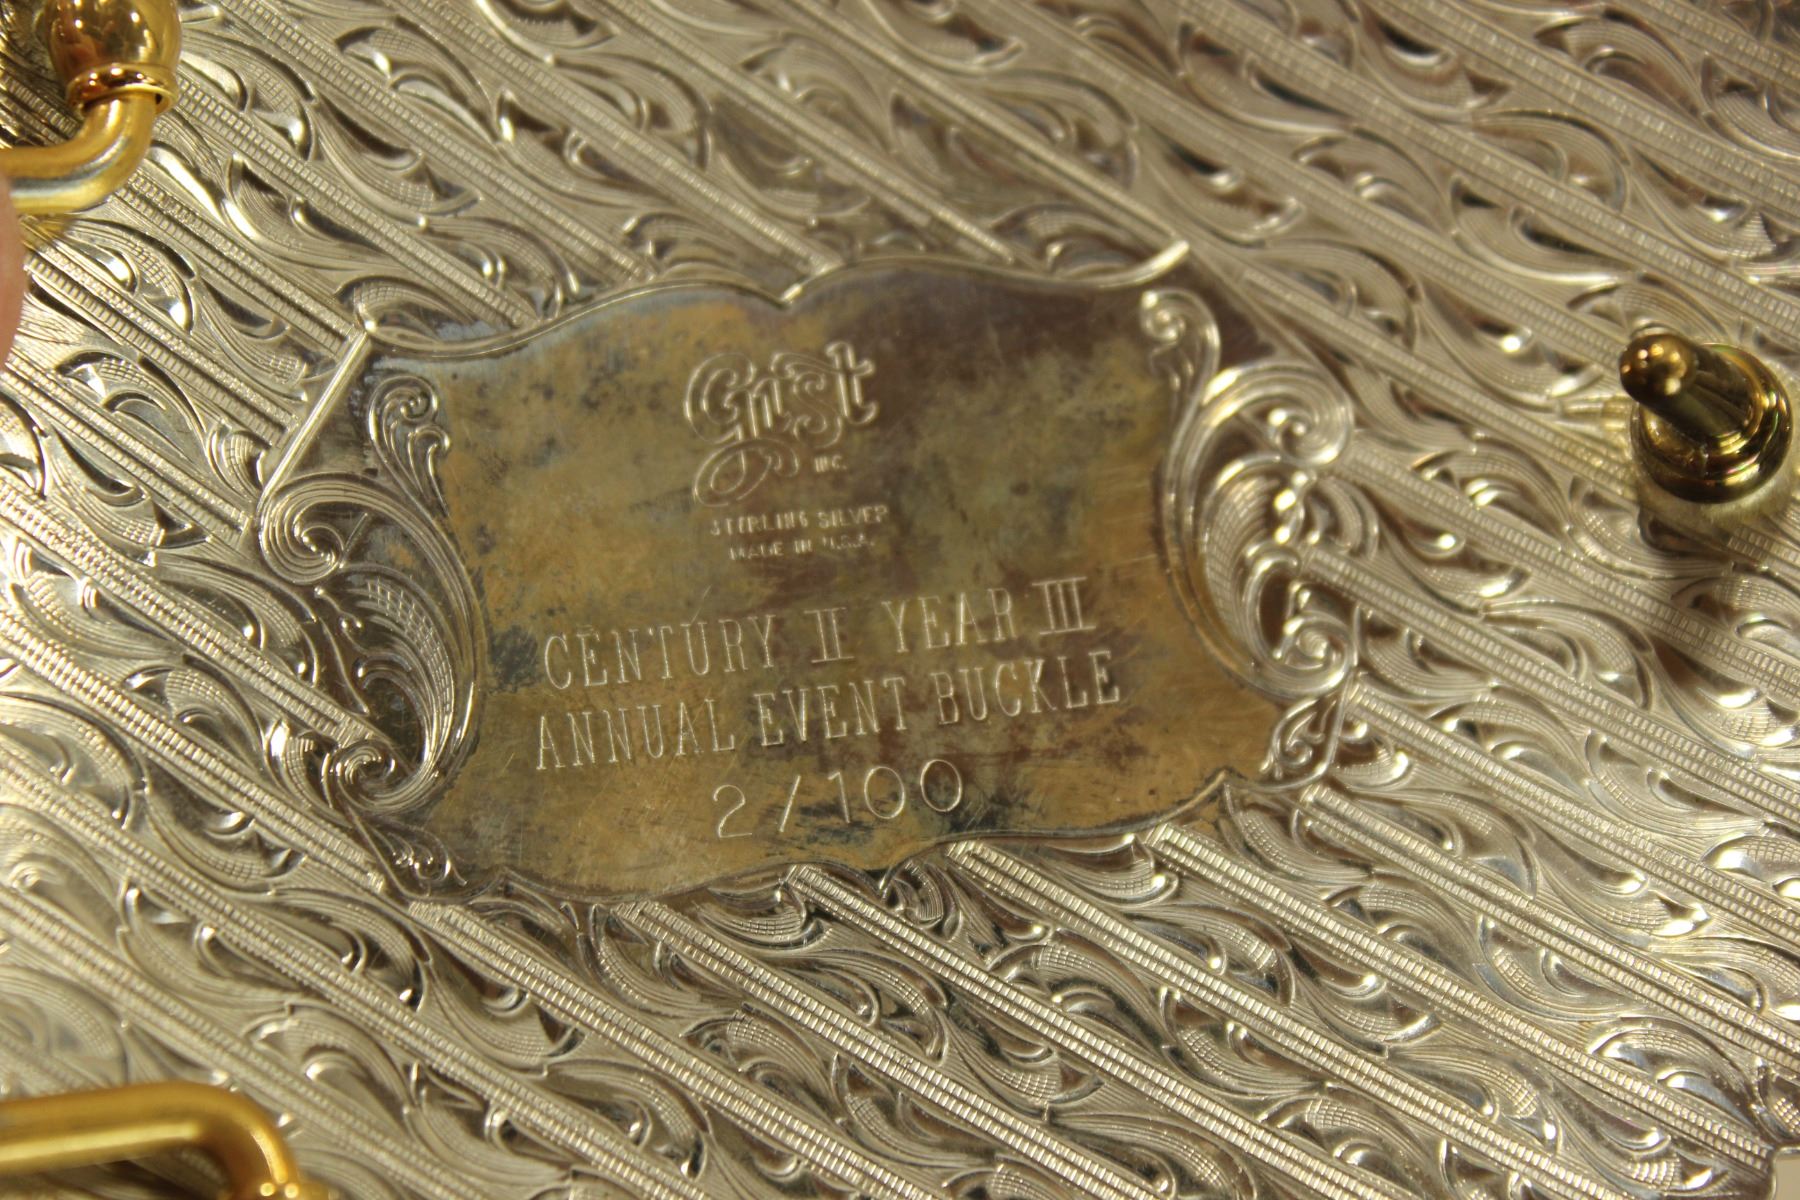 Gist
INC.
STERLING SILVER
MADE IN U.S.A.
CENTURY II YEAR III
ANNUAL EVENT BUCKLE
2/100